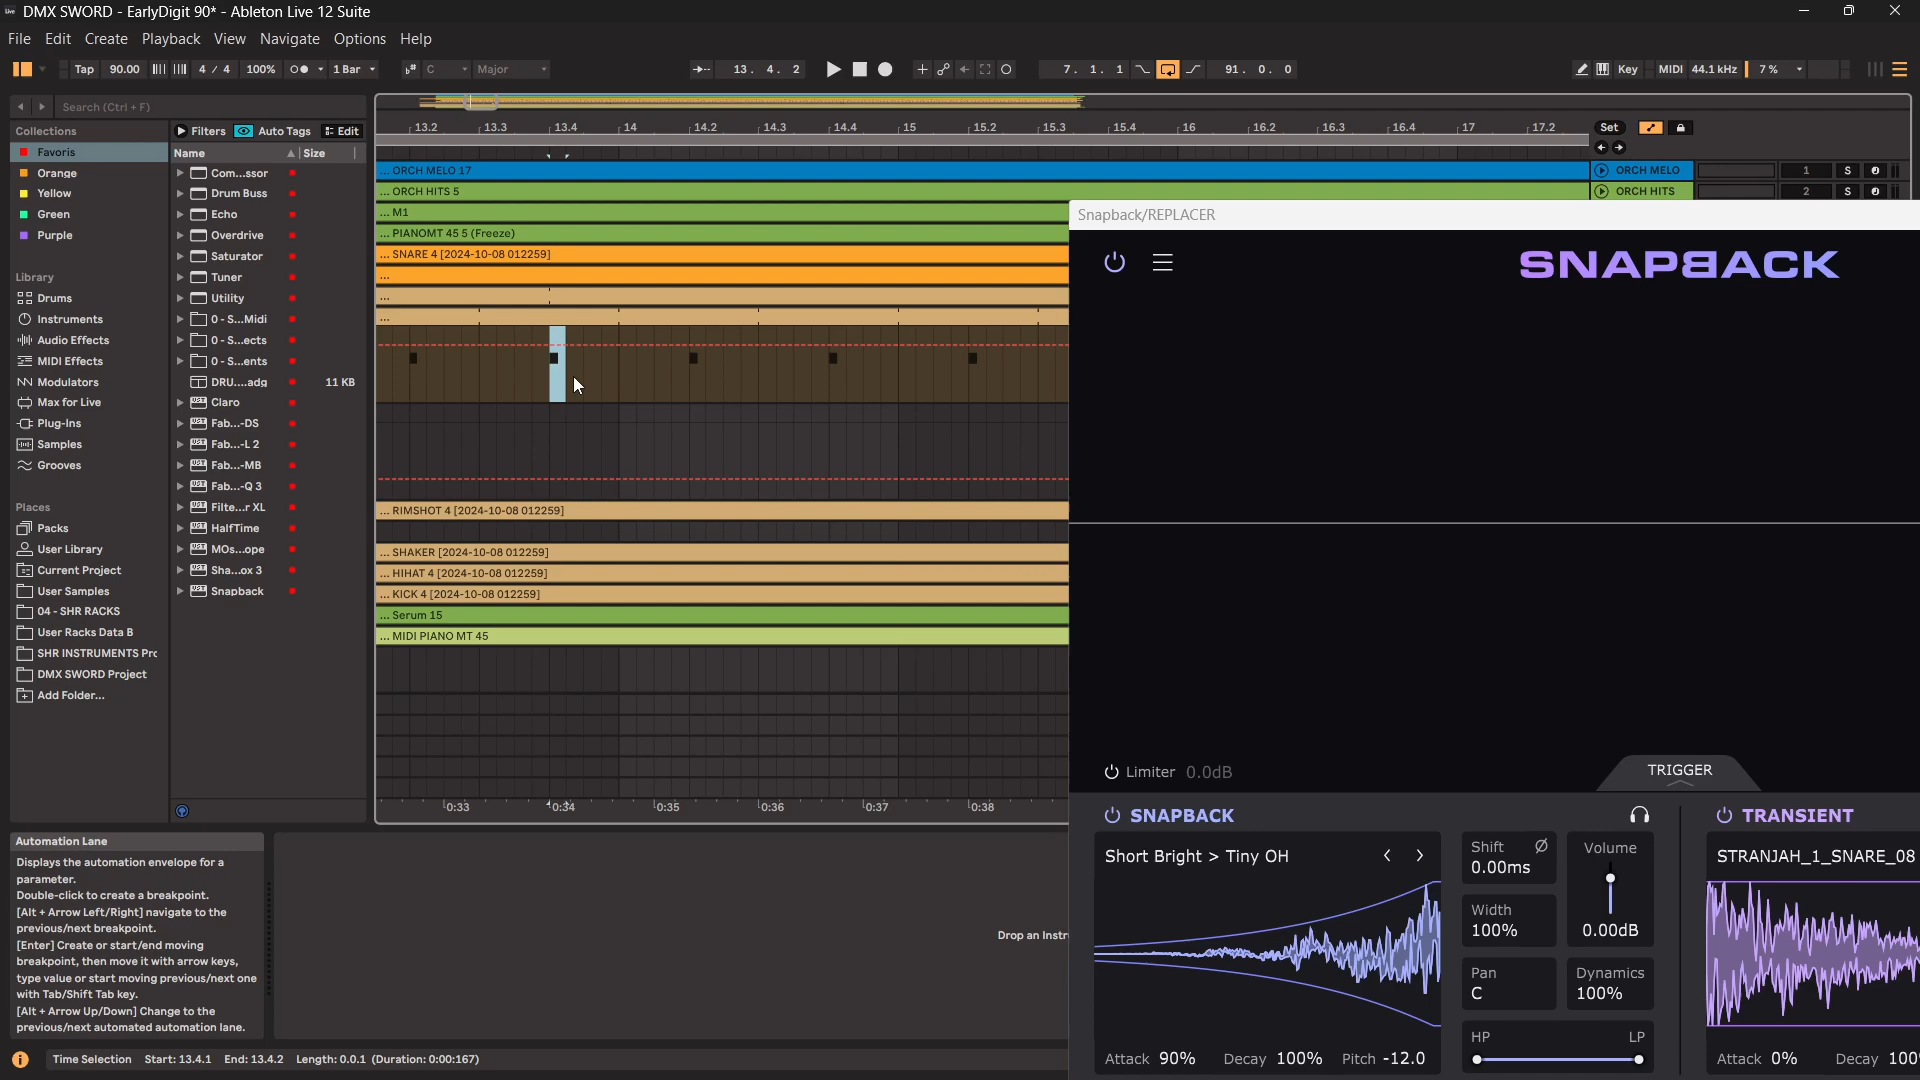 DMX SWORD - EarlyDigit 90* - Ableton Live 12 Suite
File Edit Create Playback View Navigate Options Help
Tap 90.00 4 / 4 100% 1 Bar C Major 13. 4. 2 7. 1. 1 91. 0. 0 Key MIDI 44.1 kHz 7 %
Search (Ctrl + F)
Collections
Favoris
Orange
Yellow
Green
Purple
Library
Drums
Instruments
Audio Effects
MIDI Effects
Modulators
Max for Live
Plug-Ins
Samples
Grooves
Places
Packs
User Library
Current Project
User Samples
04 - SHR RACKS
User Racks Data B
SHR INSTRUMENTS Prc
DMX SWORD Project
Add Folder...
Filters Auto Tags Edit
Name Size
Com...ssor
Drum Buss
Echo
Overdrive
Saturator
Tuner
Utility
0 - S...Midi
0 - S...ects
0 - S...ents
DRU....adg 11 KB
Claro
Fab...-DS
Fab...-L 2
Fab...-MB
Fab...-Q 3
Filte...r XL
HalfTime
MOs...ope
Sha...ox 3
Snapback
13.2 13.3 13.4 14 14.2 14.3 14.4 15 15.2 15.3 15.4 16 16.2 16.3 16.4 17 17.2
Set
... ORCH MELO 17
ORCH MELO 1 S
... ORCH HITS 5
ORCH HITS 2 S
... M1
... PIANOMT 45 5 (Freeze)
... SNARE 4 [2024-10-08 012259]
...
...
...
... RIMSHOT 4 [2024-10-08 012259]
... SHAKER [2024-10-08 012259]
... HIHAT 4 [2024-10-08 012259]
... KICK 4 [2024-10-08 012259]
... Serum 15
... MIDI PIANO MT 45
0:33 0:34 0:35 0:36 0:37 0:38
Snapback/REPLACER
SNAPBACK
Limiter 0.0dB
TRIGGER
SNAPBACK
Short Bright > Tiny OH
Attack 90% Decay 100% Pitch -12.0
Shift
0.00ms
Width
100%
Pan
C
Volume
0.00dB
Dynamics
100%
HP LP
TRANSIENT
STRANJAH_1_SNARE_08
Attack 0% Decay 100
Automation Lane
Displays the automation envelope for a
parameter.
Double-click to create a breakpoint.
[Alt + Arrow Left/Right] navigate to the
previous/next breakpoint.
[Enter] Create or start/end moving
breakpoint, then move it with arrow keys,
type value or start moving previous/next one
with Tab/Shift Tab key.
[Alt + Arrow Up/Down] Change to the
previous/next automated automation lane.
Drop an Instr
Time Selection Start: 13.4.1 End: 13.4.2 Length: 0.0.1 (Duration: 0:00:167)